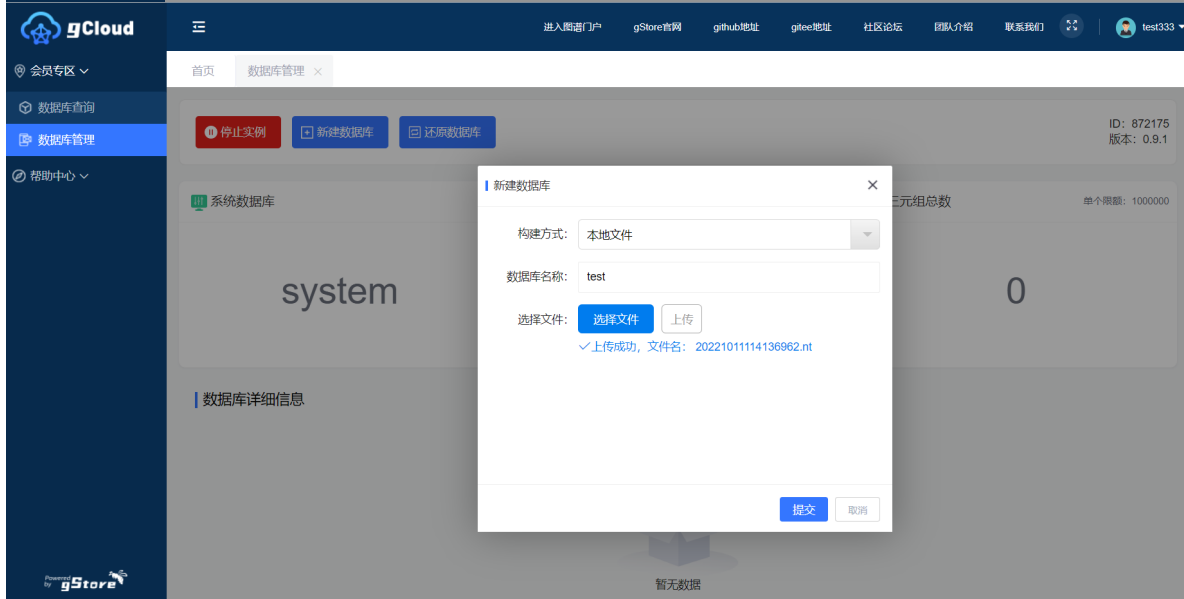 gCloud
进入图谱门户 gStore官网 github地址 gitee地址 社区论坛 团队介绍 联系我们 test333
会员专区
首页 数据库管理
数据库查询
数据库管理
帮助中心
停止实例 新建数据库 还原数据库
ID: 872175
版本: 0.9.1
系统数据库
三元组总数 单个限额: 1000000
system
0
新建数据库
构建方式: 本地文件
数据库名称: test
选择文件: 选择文件 上传
上传成功, 文件名: 20221011114136962.nt
提交 取消
数据库详细信息
暂无数据
Powered by gStore